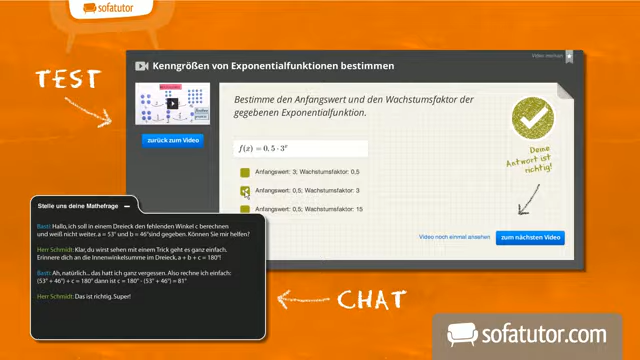 sofatutor
TEST
Kenngrößen von Exponentialfunktionen bestimmen
zurück zum Video
Bestimme den Anfangswert und den Wachstumsfaktor der
gegebenen Exponentialfunktion.
f(x) = 0,5 · 3ˣ
Anfangswert: 3; Wachstumsfaktor: 0,5
Anfangswert: 0,5; Wachstumsfaktor: 3
Anfangswert: 0,5; Wachstumsfaktor: 15
Deine
Antwort ist
richtig!
Video noch einmal ansehen
zum nächsten Video
Stelle uns deine Mathefrage
Basti: Hallo, ich soll in einem Dreieck den fehlenden Winkel c berechnen
und weiß nicht weiter. a = 53° und b = 46°sind gegeben. Können Sie mir helfen?
Herr Schmidt: Klar, du wirst sehen mit einem Trick geht es ganz einfach.
Erinnere dich an die Innenwinkelsumme im Dreieck, a + b + c = 180°!
Basti: Ah, natürlich... das hatt ich ganz vergessen. Also rechne ich einfach:
(53° + 46°) + c = 180° dann ist c = 180° - (53° + 46°) = 81°
Herr Schmidt: Das ist richtig. Super!
CHAT
sofatutor.com